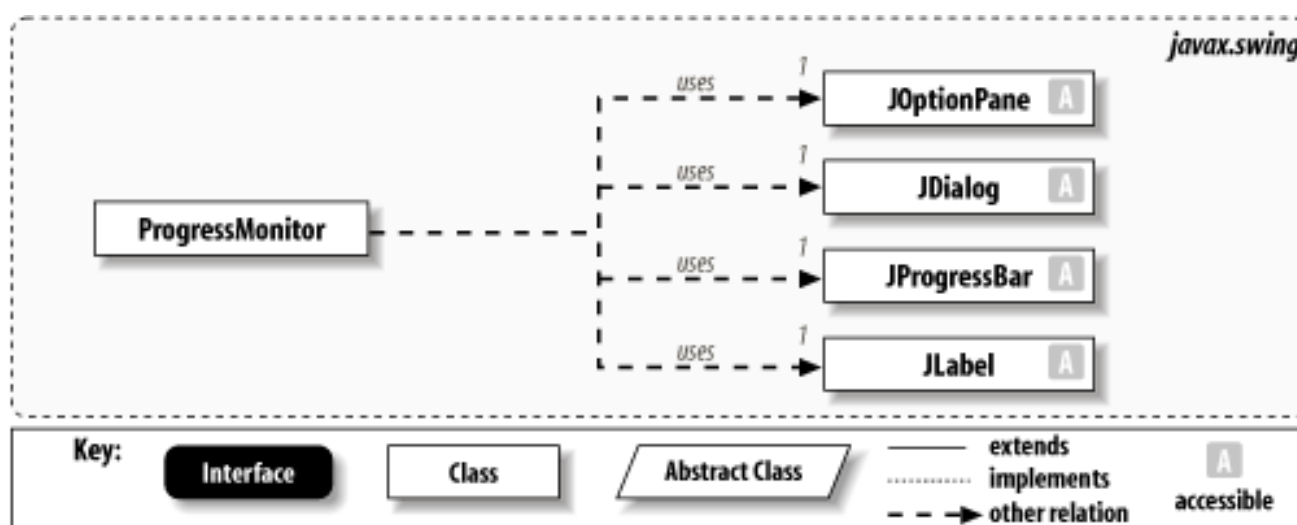 javax.swing
uses 1 JOptionPane A
uses 1 JDialog A
ProgressMonitor
uses 1 JProgressBar A
uses 1 JLabel A
Key:
Interface
Class
Abstract Class
extends
implements
other relation
A
accessible